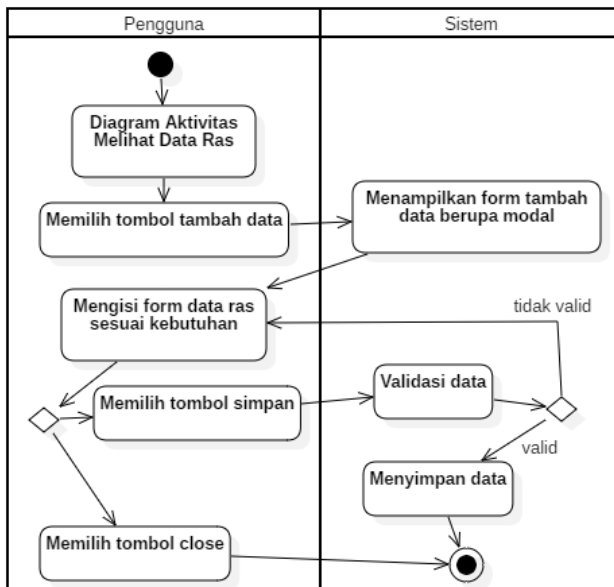 Pengguna
Sistem
Diagram Aktivitas
Melihat Data Ras
Memilih tombol tambah data
Menampilkan form tambah
data berupa modal
Mengisi form data ras
sesuai kebutuhan
tidak valid
Memilih tombol simpan
Validasi data
valid
Menyimpan data
Memilih tombol close